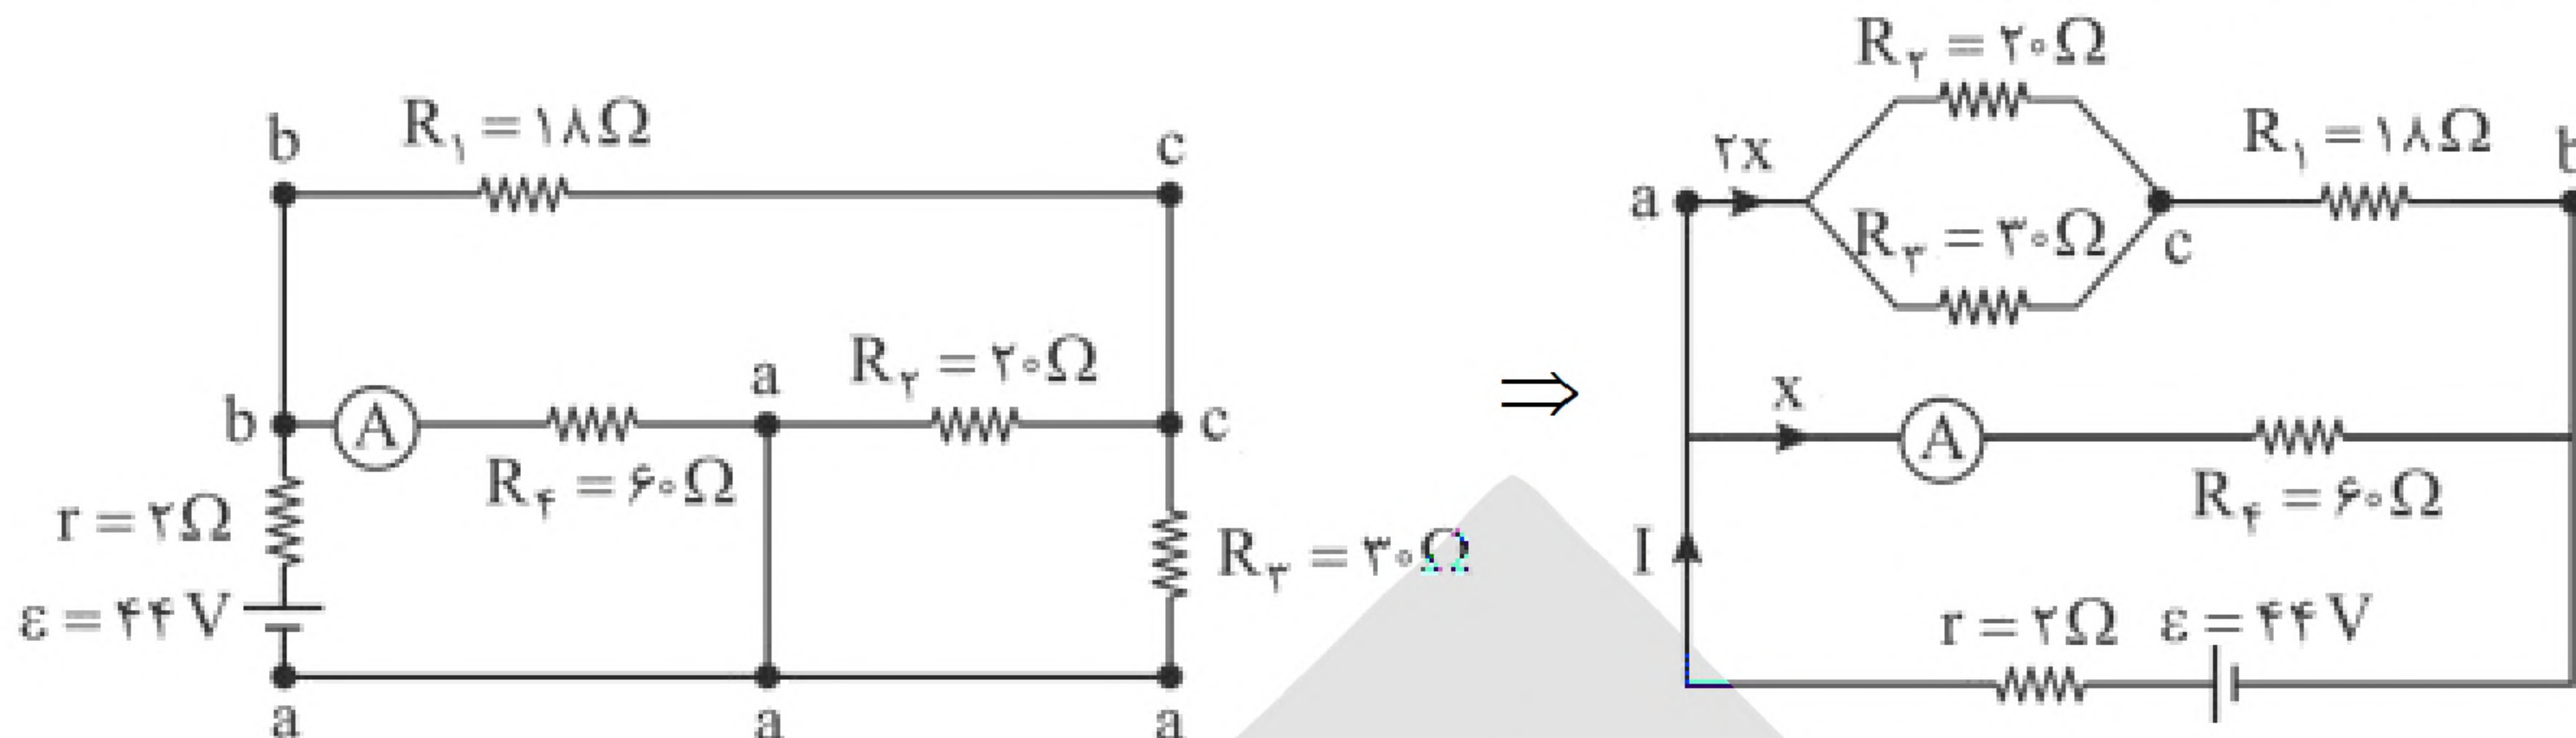 b
R₁ = ۱۸Ω
c
b
A
R₄ = ۶۰Ω
a
R₂ = ۲۰Ω
c
r = ۲Ω
R₃ = ۳۰Ω
ε = ۴۴V
a
a
a
⇒
R₂ = ۲۰Ω
a
۲x
R₃ = ۳۰Ω
c
R₁ = ۱۸Ω
b
x
A
R₄ = ۶۰Ω
I
r = ۲Ω
ε = ۴۴V